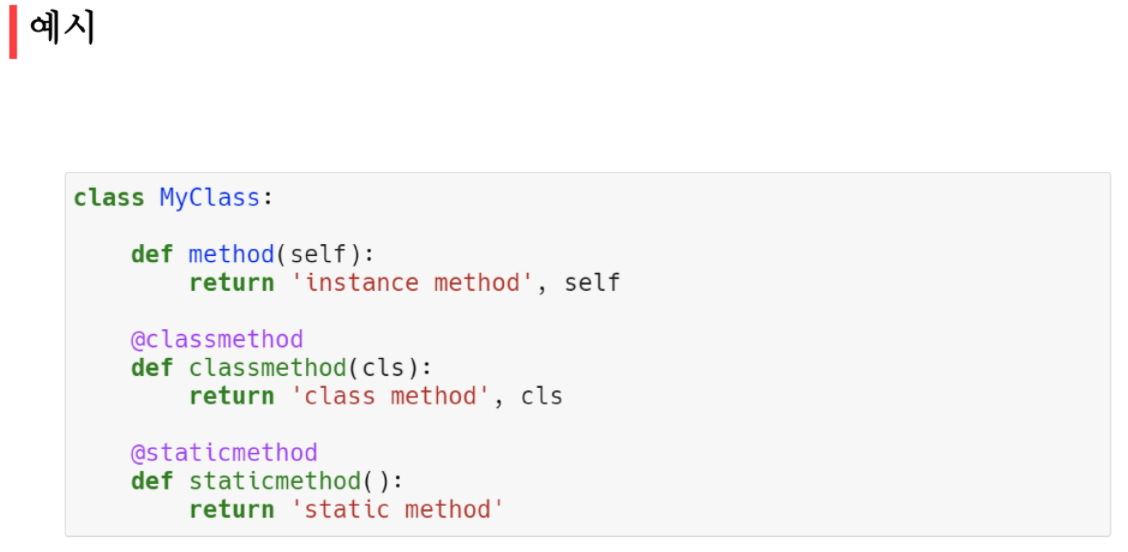 예시
class MyClass:
    def method(self):
        return 'instance method', self
    @classmethod
    def classmethod(cls):
        return 'class method', cls
    @staticmethod
    def staticmethod():
        return 'static method'